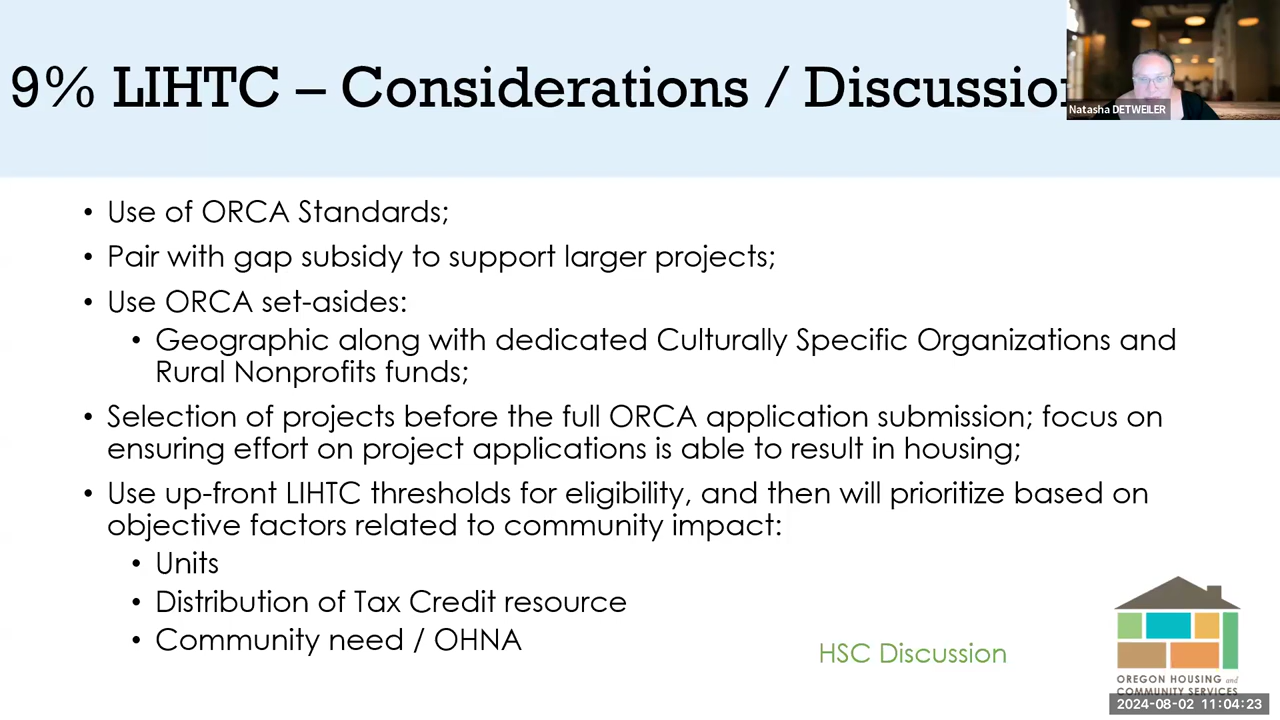 9% LIHTC – Considerations / Discussion
Natasha DETWEILER
• Use of ORCA Standards;
• Pair with gap subsidy to support larger projects;
• Use ORCA set-asides:
• Geographic along with dedicated Culturally Specific Organizations and
Rural Nonprofits funds;
• Selection of projects before the full ORCA application submission; focus on
ensuring effort on project applications is able to result in housing;
• Use up-front LIHTC thresholds for eligibility, and then will prioritize based on
objective factors related to community impact:
• Units
• Distribution of Tax Credit resource
• Community need / OHNA
HSC Discussion
OREGON HOUSING and
COMMUNITY SERVICES
2024-08-02 11:04:23